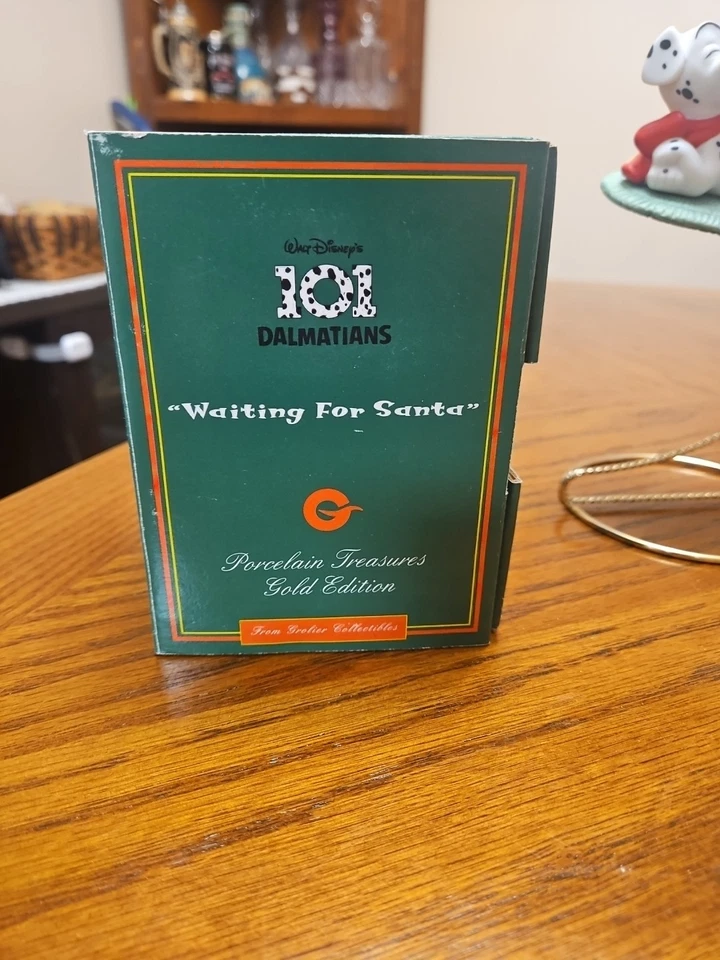 Walt Disney's
101
DALMATIANS
“Waiting For Santa”
G
Porcelain Treasures
Gold Edition
From Grolier Collectibles